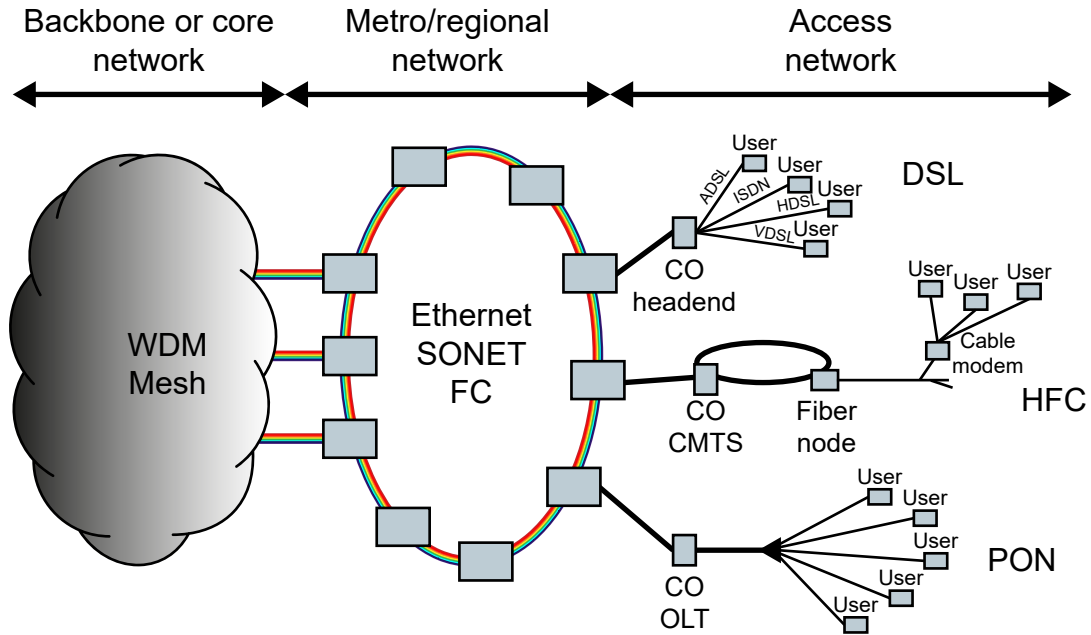 Backbone or core
network
Metro/regional
network
Access
network
WDM
Mesh
Ethernet
SONET
FC
User
User
User
User
ADSL
ISDN
HDSL
VDSL
DSL
CO
headend
User
User
User
Cable
modem
HFC
CO
CMTS
Fiber
node
User
User
User
User
User
PON
CO
OLT